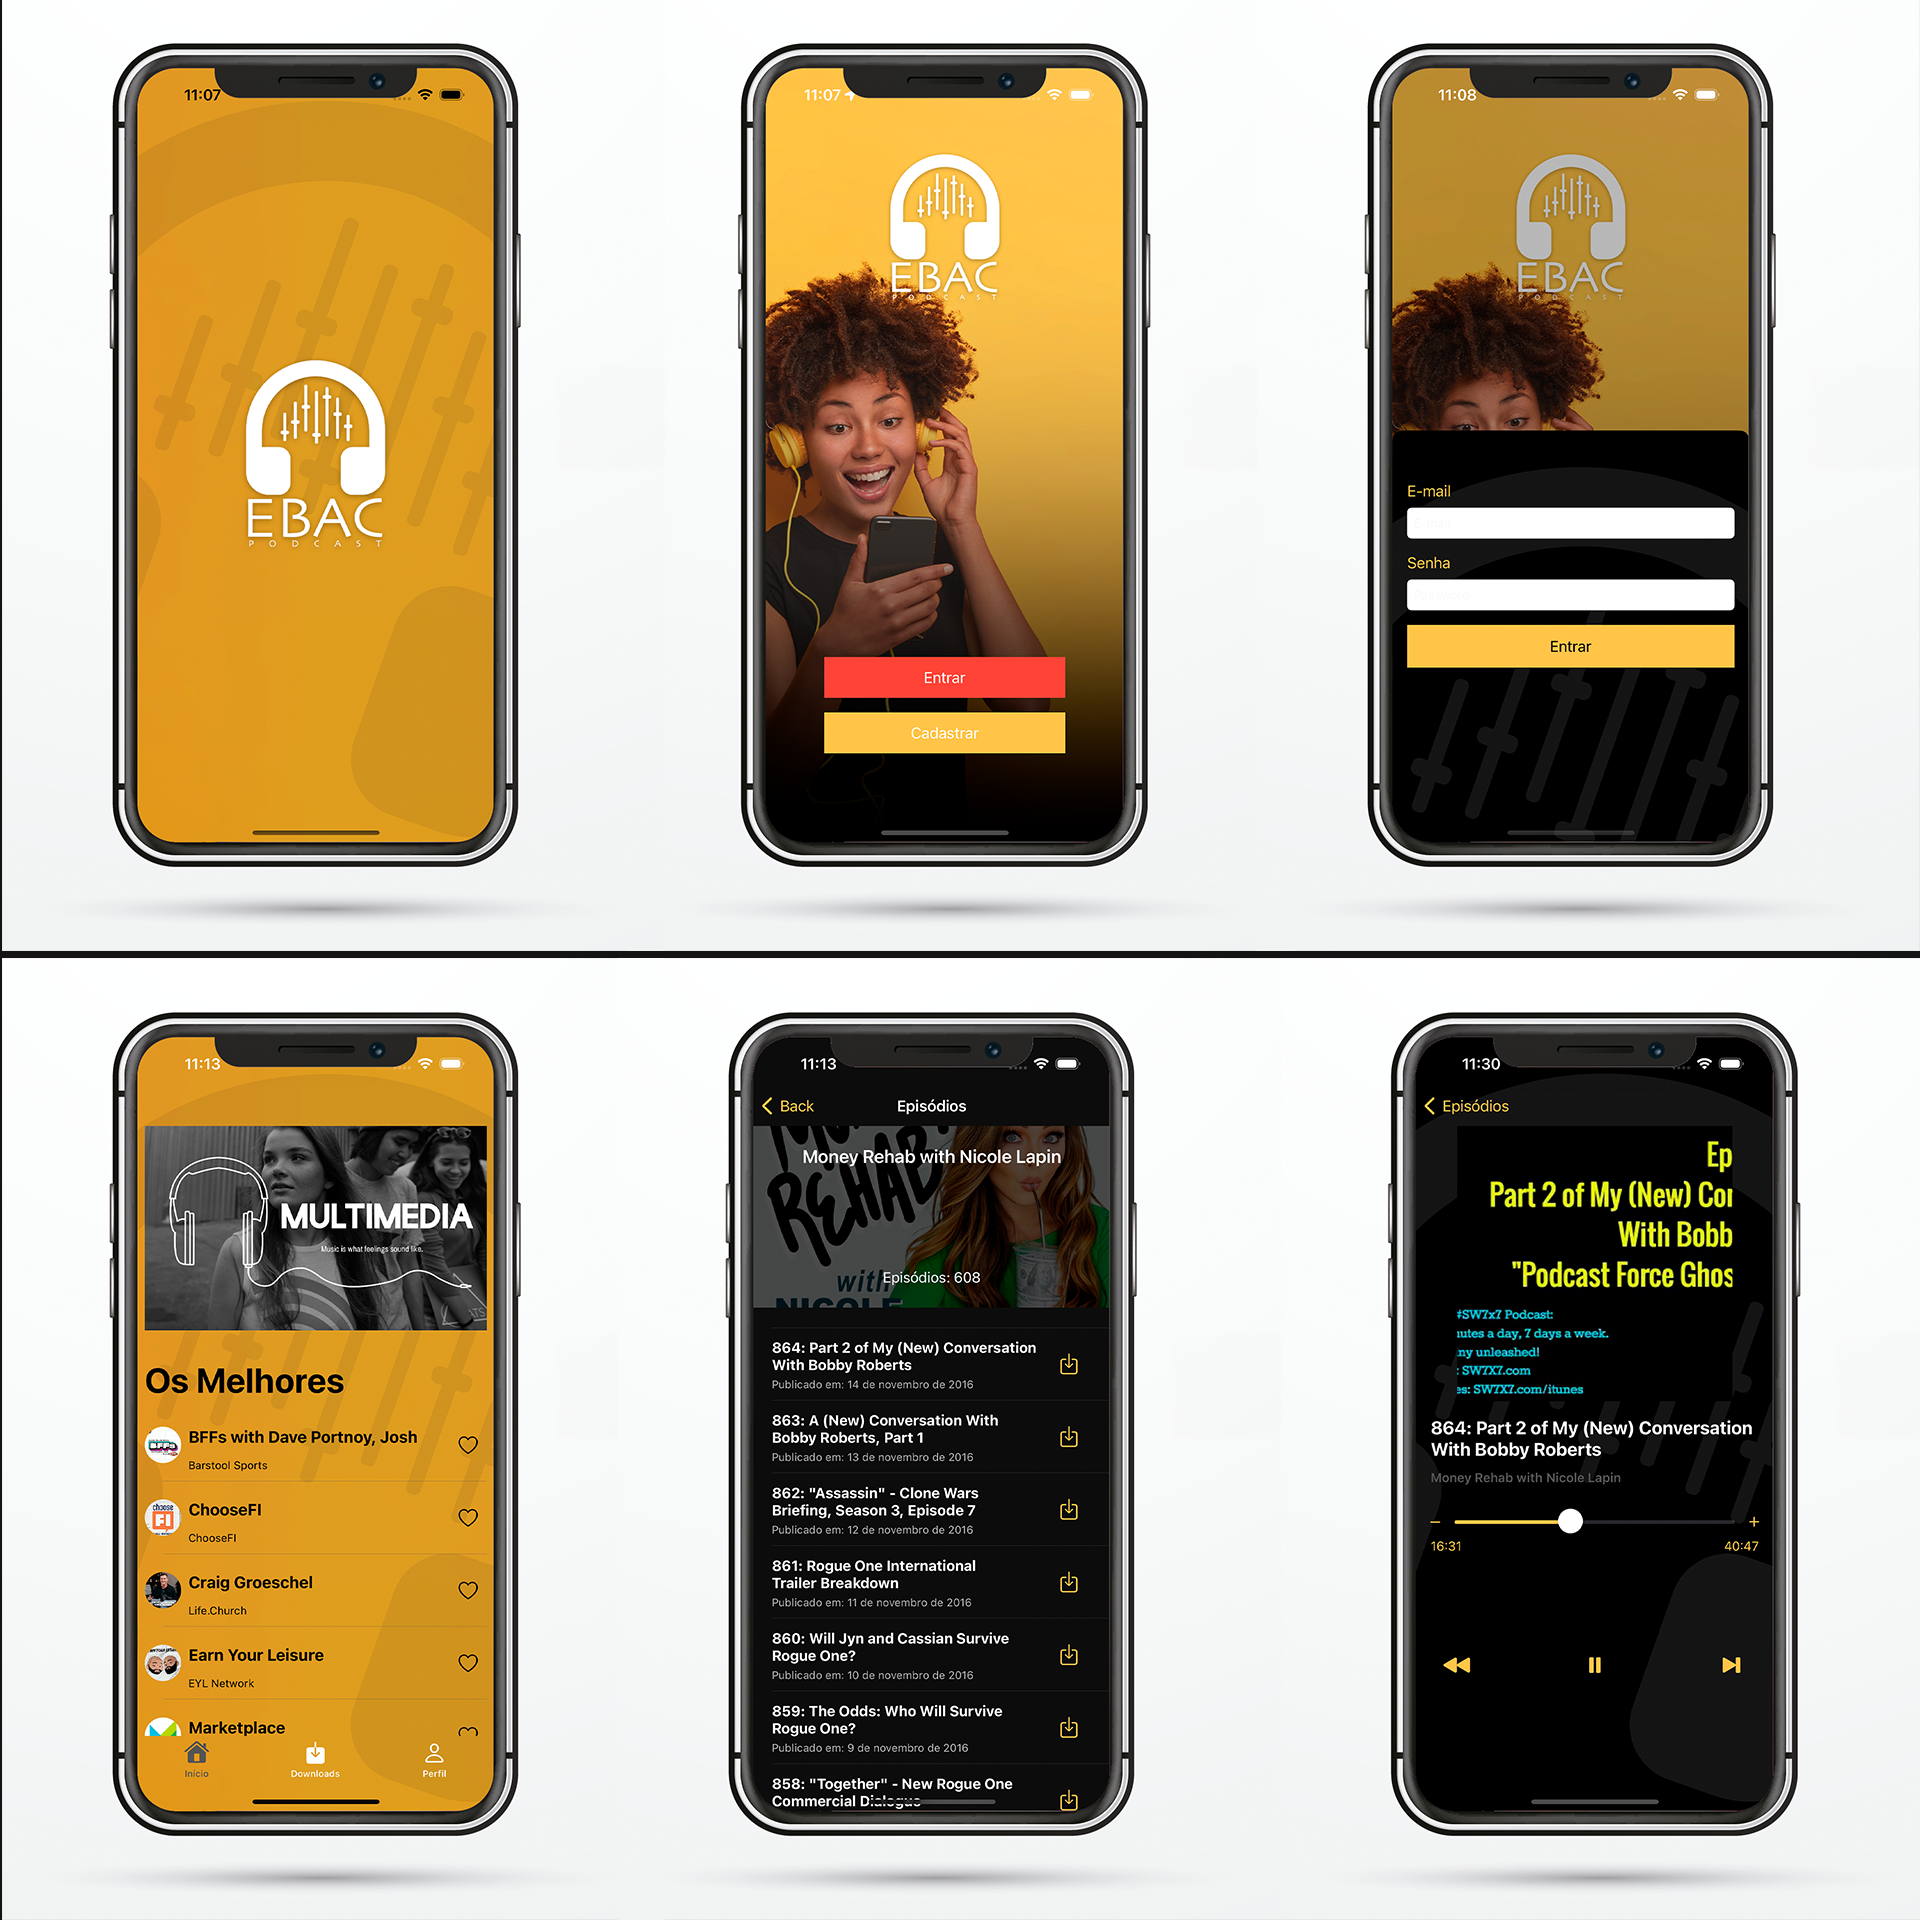 11:07
EBAC
PODCAST
11:07
EBAC
PODCAST
Entrar
Cadastrar
11:08
EBAC
PODCAST
E-mail
E-mail
Senha
Password
Entrar
11:13
MULTIMEDIA
Music is what feelings sound like.
Os Melhores
BFFs with Dave Portnoy, Josh
Barstool Sports
choose
FI
ChooseFI
ChooseFI
Craig Groeschel
Life.Church
Earn Your Leisure
EYL Network
Marketplace
Início
Downloads
Perfil
11:13
Back
Episódios
REHAB
Money Rehab with Nicole Lapin
with
Episódios: 608
NICOLE
864: Part 2 of My (New) Conversation
With Bobby Roberts
Publicado em: 14 de novembro de 2016
863: A (New) Conversation With
Bobby Roberts, Part 1
Publicado em: 13 de novembro de 2016
862: "Assassin" - Clone Wars
Briefing, Season 3, Episode 7
Publicado em: 12 de novembro de 2016
861: Rogue One International
Trailer Breakdown
Publicado em: 11 de novembro de 2016
860: Will Jyn and Cassian Survive
Rogue One?
Publicado em: 10 de novembro de 2016
859: The Odds: Who Will Survive
Rogue One?
Publicado em: 9 de novembro de 2016
858: "Together" - New Rogue One
Commercial Dialogue
11:30
Episódios
Ep
Part 2 of My (New) Cor
With Bobb
"Podcast Force Ghos
#SW7x7 Podcast:
utes a day, 7 days a week.
ny unleashed!
: SW7X7.com
es: SW7X7.com/itunes
864: Part 2 of My (New) Conversation
With Bobby Roberts
Money Rehab with Nicole Lapin
16:31
40:47